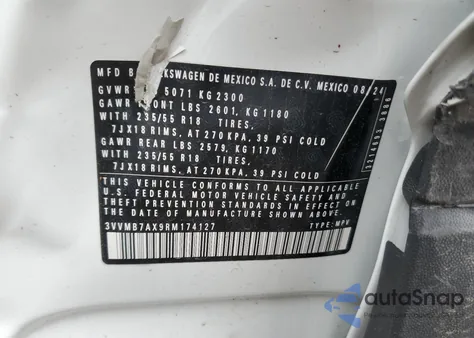 MFD B VOLKSWAGEN DE MEXICO S.A. DE C.V. MEXICO 08/24
GVWR 5071 KG 2300
GAWR FRONT LBS 2601, KG 1180
WITH 235/55 R18 TIRES,
7JX18 RIMS, AT 270 KPA, 39 PSI COLD
GAWR REAR LBS 2579, KG 1170
WITH 235/55 R18 TIRES,
7JX18 RIMS, AT 270 KPA, 39 PSI COLD
THIS VEHICLE CONFORMS TO ALL APPLICABLE
U.S. FEDERAL MOTOR VEHICLE SAFETY AND
THEFT PREVENTION STANDARDS IN EFFECT ON
THE DATE OF MANUFACTURE SHOWN ABOVE.
3VVMB7AX9RM174127 TYPE: MPV
autoSnap